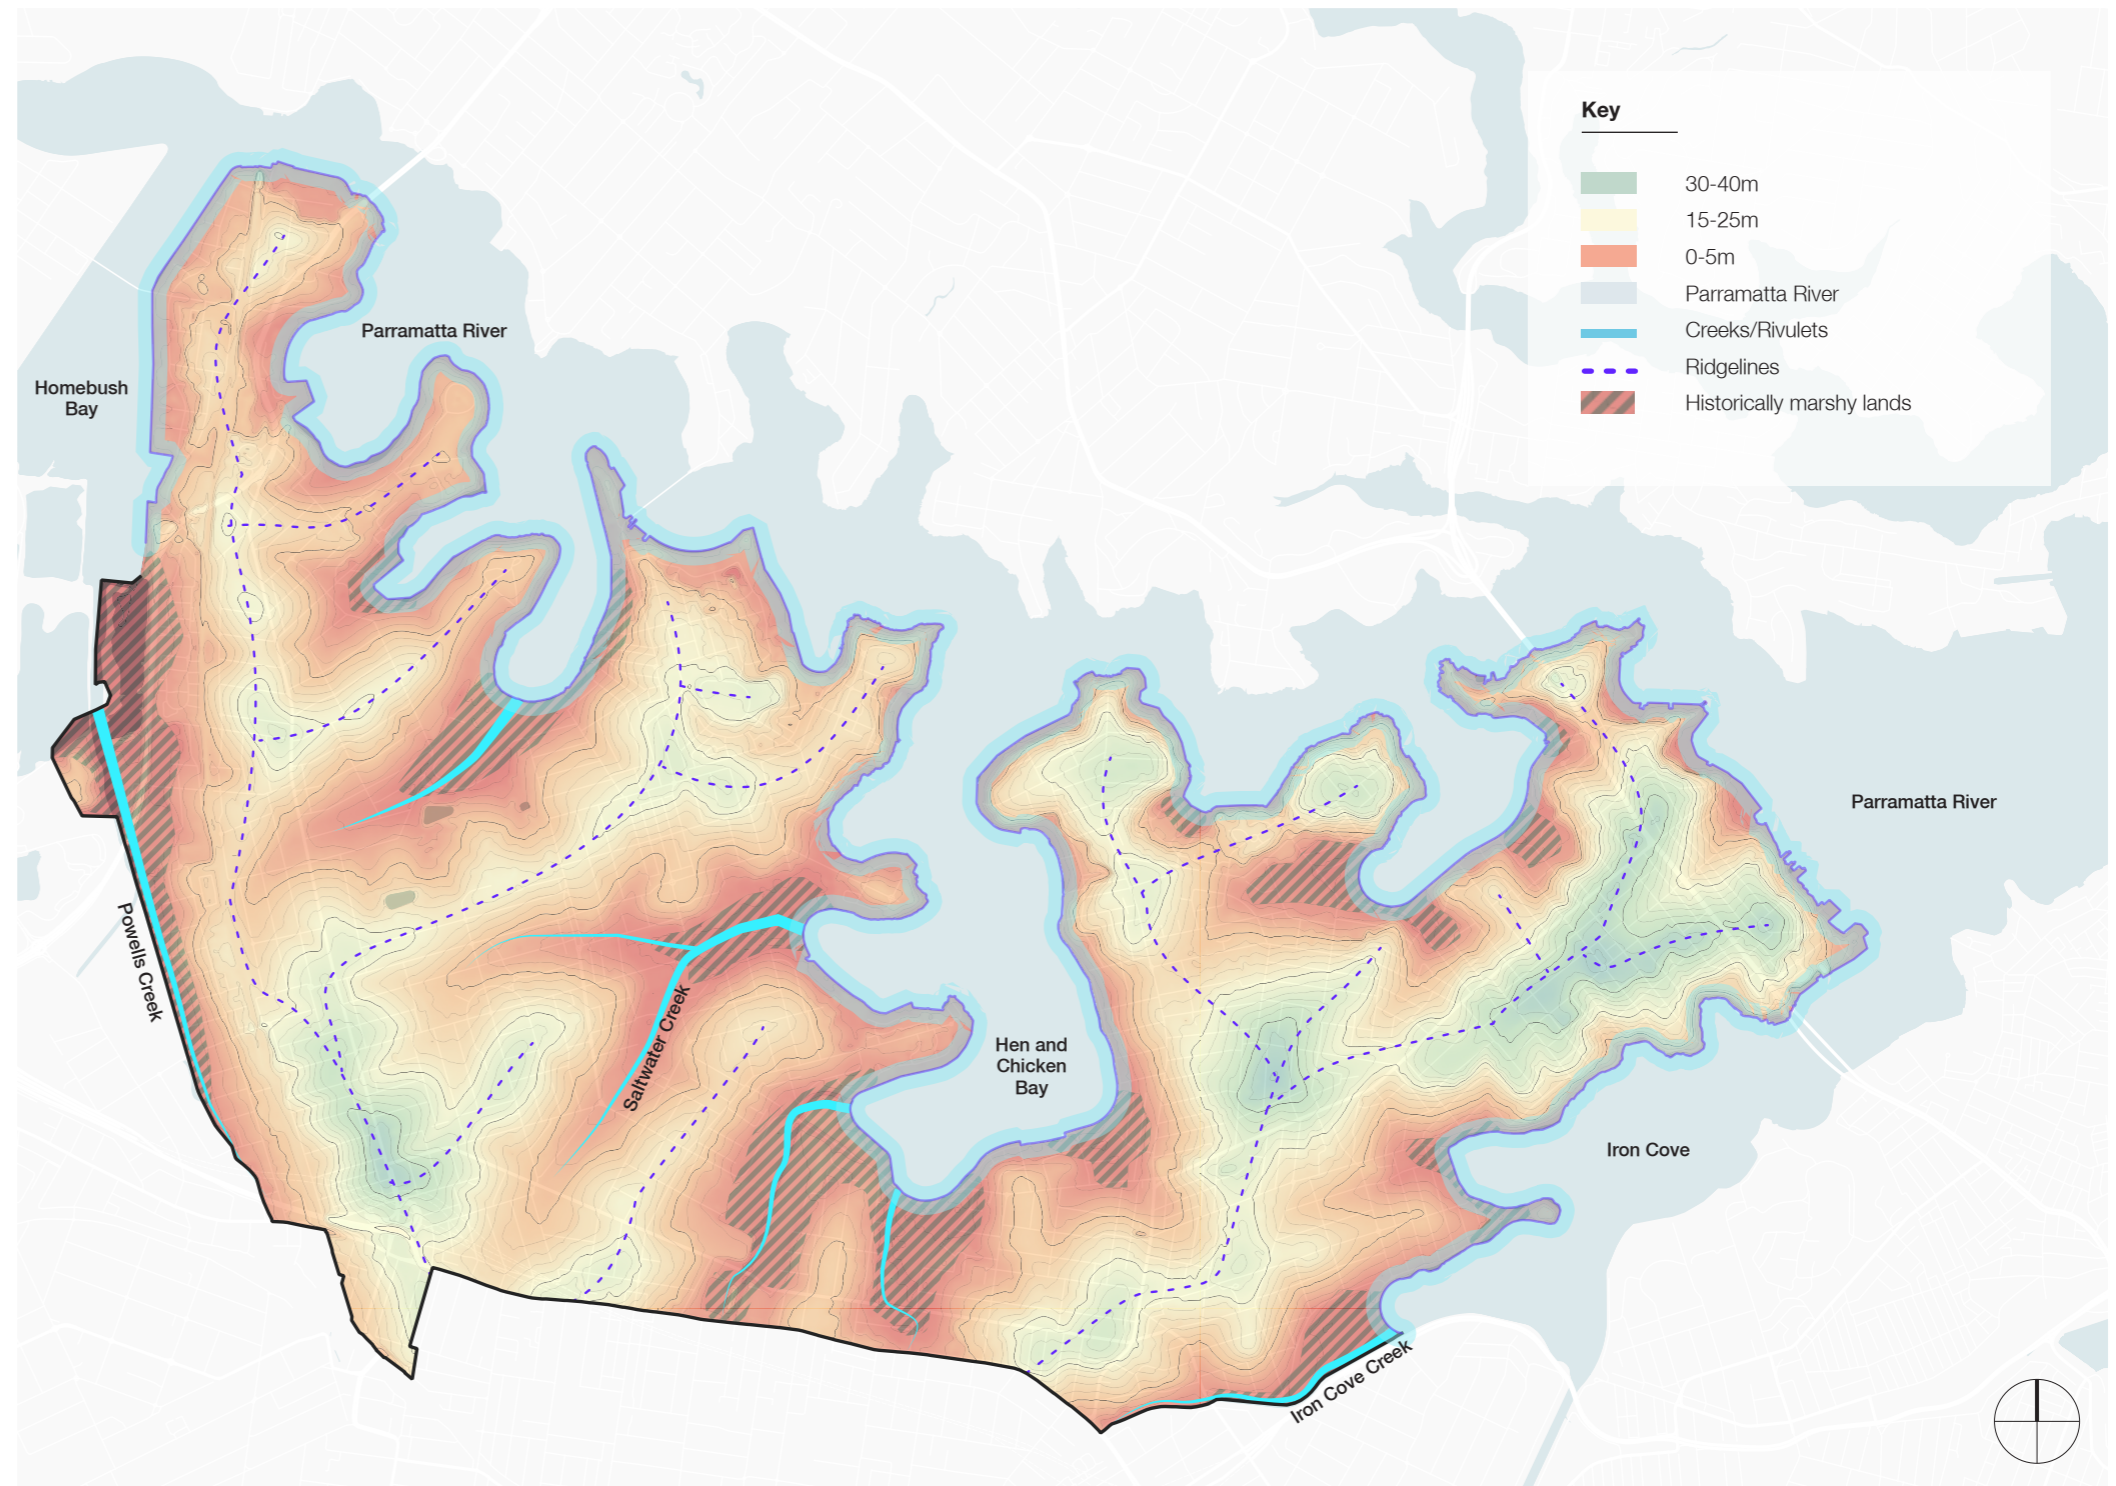 Key
30-40m
15-25m
0-5m
Parramatta River
Creeks/Rivulets
Ridgelines
Historically marshy lands
Parramatta River
Homebush
Bay
Parramatta River
Powells Creek
Saltwater Creek
Hen and
Chicken
Bay
Iron Cove
Iron Cove Creek